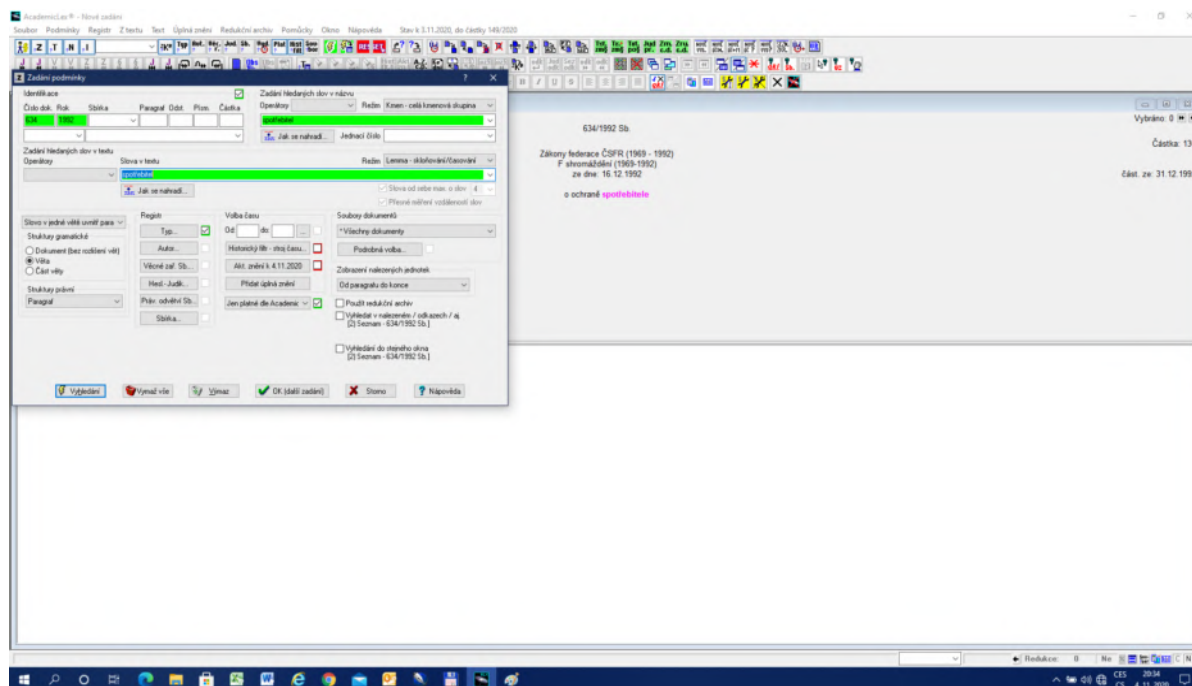 AcademicLex ® - Nové zadání
Soubor Podmínky Registr Z textu Text Úplná znění Redukční archiv Pomůcky Okno Nápověda Stav k 3.11.2020, do částky 149/2020
.Z .T .N .I
RESET
Zadání podmínky ? X
Identifikace
Číslo dok. Rok Sbírka Paragraf Odst. Písm. Částka
634 1992
Zadání hledaných slov v názvu
Operátory Režim Kmen - celá kmenová skupina
spotřebitel
Jak se nahradí... Jednací číslo
Zadání hledaných slov v textu
Operátory Slova v textu Režim Lemma - skloňování/časování
spotřebitel
Jak se nahradí...
Slova od sebe max. o slov 4
Přesné měření vzdáleností slov
Slova v jedné větě uvnitř para
Struktury gramatické
Dokument (bez rozlišení vět)
Věta
Část věty
Struktury právní
Paragraf
Registr
Typ...
Autor...
Věcné zař. Sb...
Hesl.-Judik...
Práv. odvětví Sb...
Sbírka...
Volba času
Od: do: ...
Historický filtr - stroj času...
Akt. znění k 4.11.2020
Přidat úplná znění
Jen platné dle Academic
Soubory dokumentů
*Všechny dokumenty
Podrobná volba...
Zobrazení nalezených jednotek
Od paragrafu do konce
Použít redukční archiv
Vyhledat v nalezeném / odkazech / aj.
[2] Seznam - 634/1992 Sb.]
Vyhledání do stejného okna
[2] Seznam - 634/1992 Sb.]
Vyhledání Vymaž vše Výmaz OK (další zadání) Storno Nápověda
634/1992 Sb.
Zákony federace ČSFR (1969 - 1992)
F shromáždění (1969-1992)
ze dne: 16.12.1992
o ochraně spotřebitele
Vybráno: 0
Částka: 13
část. ze: 31.12.199
Redukce: 0 Ne
CES 20:34
CS 4.11.2020